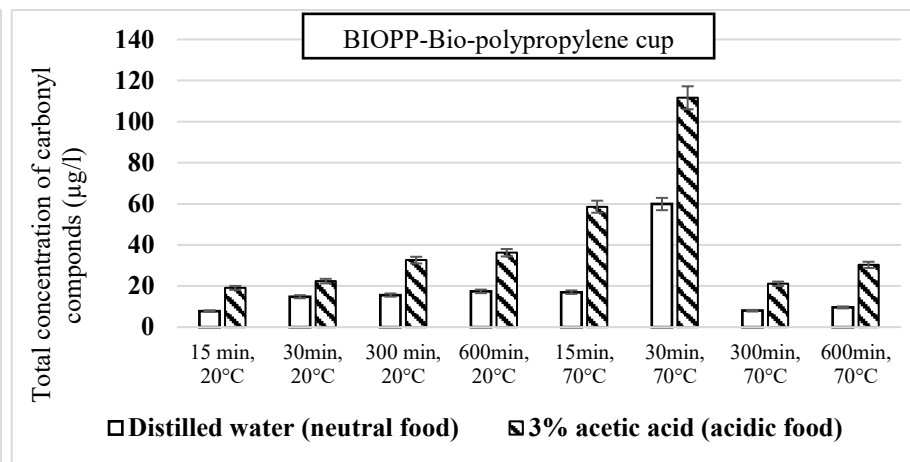 BIOPP-Bio-polypropylene cup
Total concentration of carbonyl
componds (µg/l)
140
120
100
80
60
40
20
0
15 min, 20°C
30min, 20°C
300 min, 20°C
600min, 20°C
15min, 70°C
30min, 70°C
300min, 70°C
600min, 70°C
Distilled water (neutral food)
3% acetic acid (acidic food)